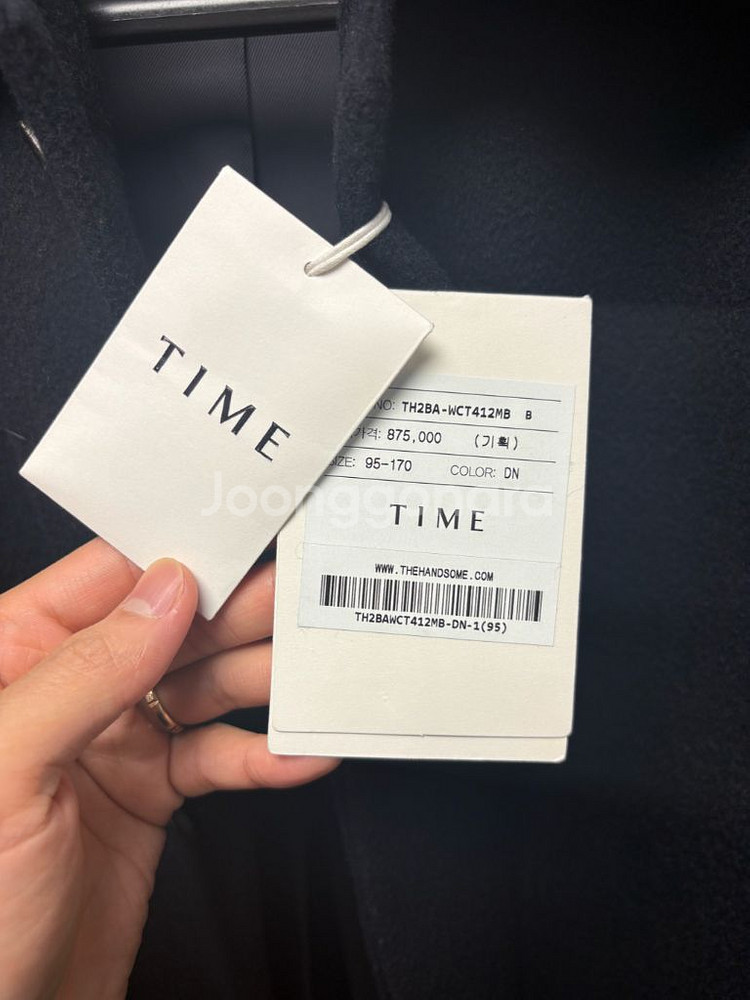 TIME
NO: TH2BA-WCT412MB B
가격: 875,000 (기획)
SIZE: 95-170 COLOR: DN
TIME
WWW.THEHANDSOME.COM
TH2BAWCT412MB-DN-1(95)
Joonggonara